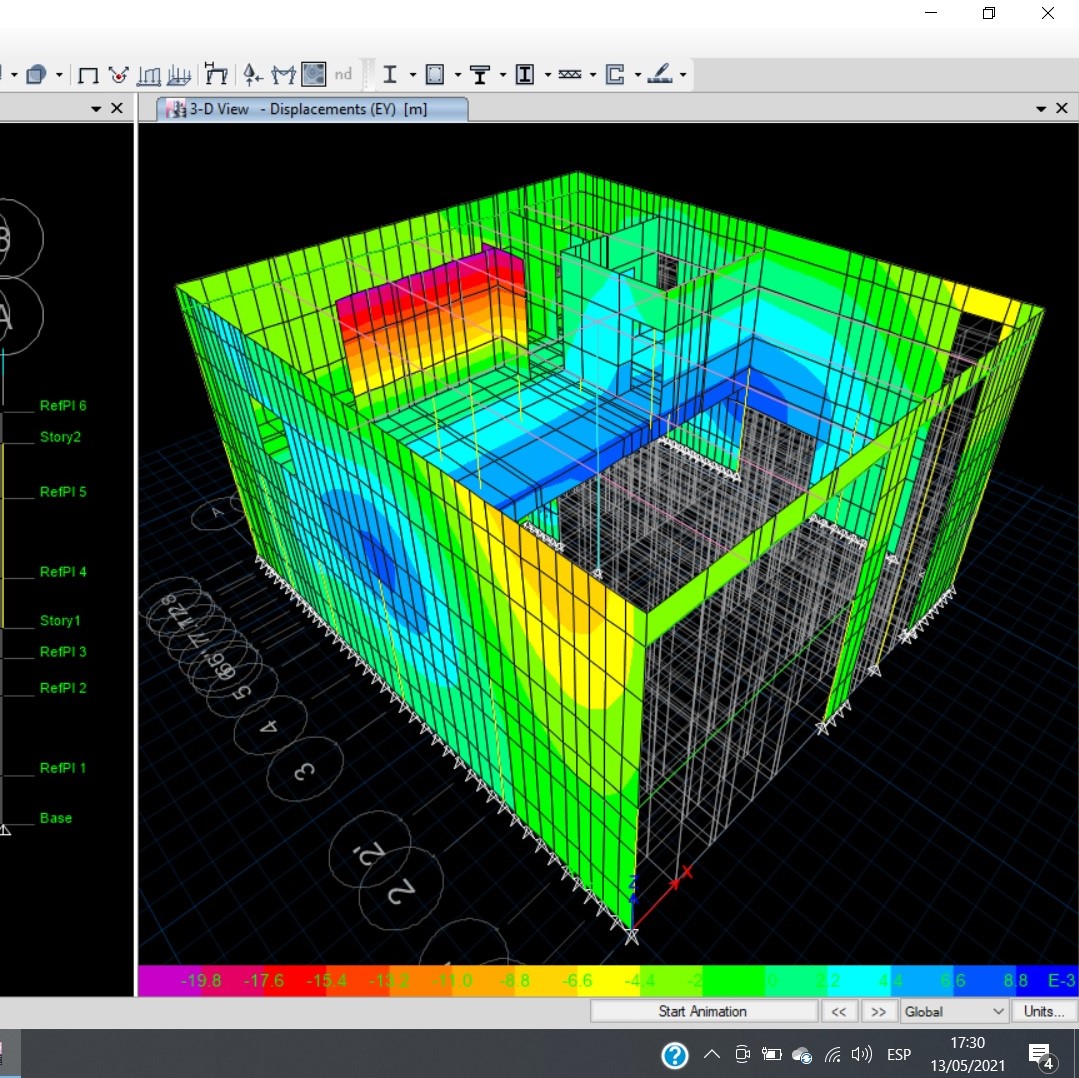 nd
3-D View - Displacements (EY) [m]
B
A
RefPl 6
Story2
RefPl 5
RefPl 4
Story1
RefPl 3
RefPl 2
RefPl 1
Base
A
5
4
3
2'
2
Z
X
-19.8 -17.6 -15.4 -13.2 -11.0 -8.8 -6.6 -4.4 -2.2 0 2.2 4.4 6.6 8.8 E-3
Start Animation << >> Global Units...
? ESP 17:30
13/05/2021 4